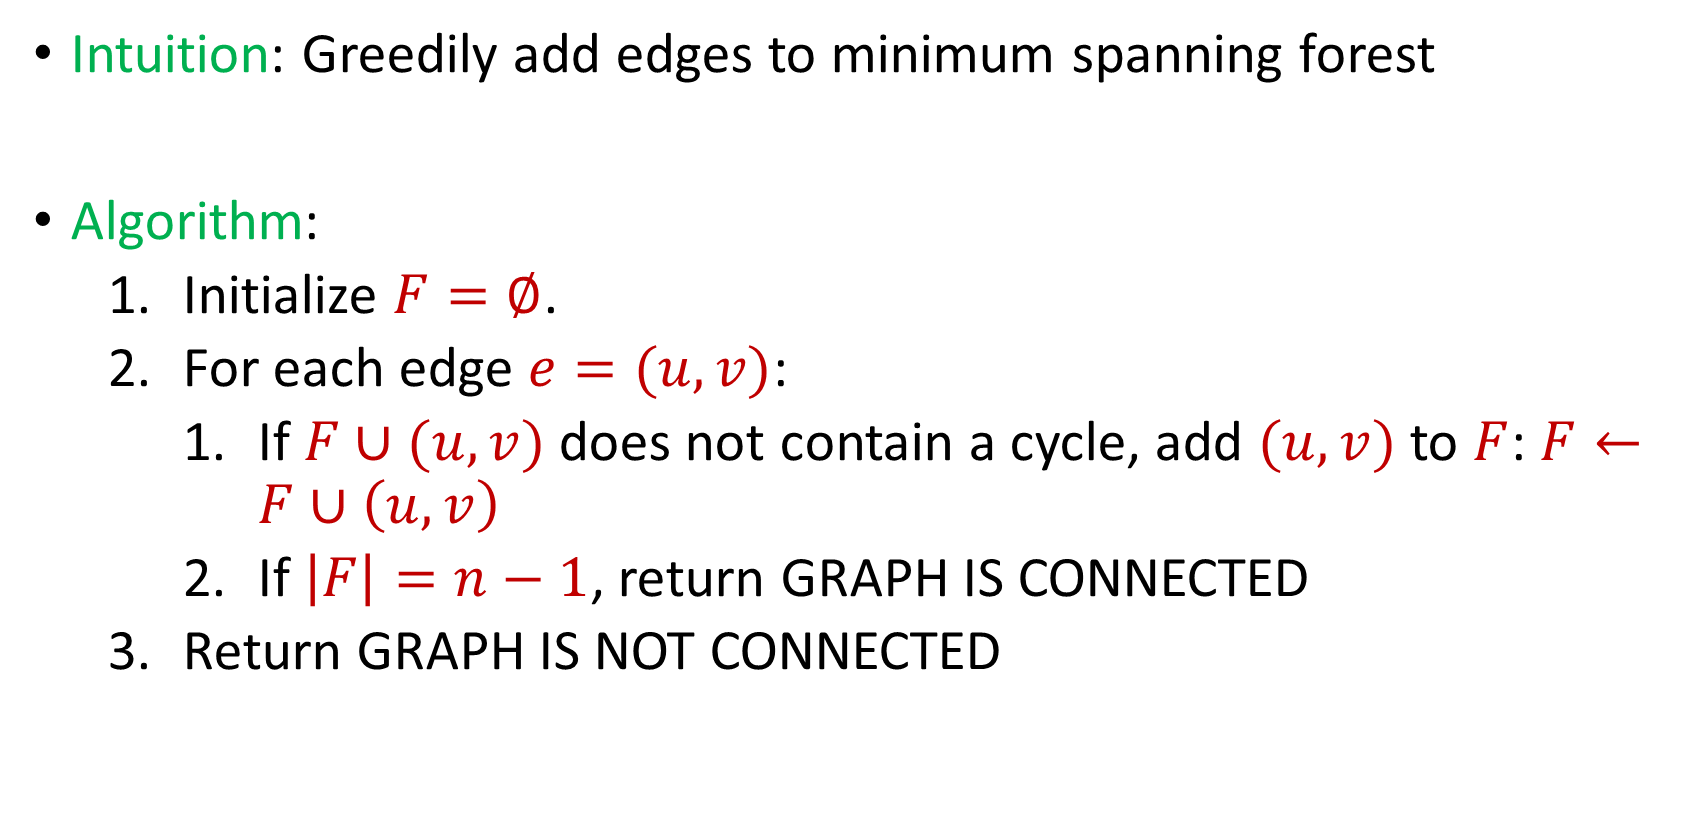 • Intuition: Greedily add edges to minimum spanning forest
• Algorithm:
1. Initialize F = ∅.
2. For each edge e = (u, v):
1. If F ∪ (u, v) does not contain a cycle, add (u, v) to F: F ←
F ∪ (u, v)
2. If |F| = n − 1, return GRAPH IS CONNECTED
3. Return GRAPH IS NOT CONNECTED